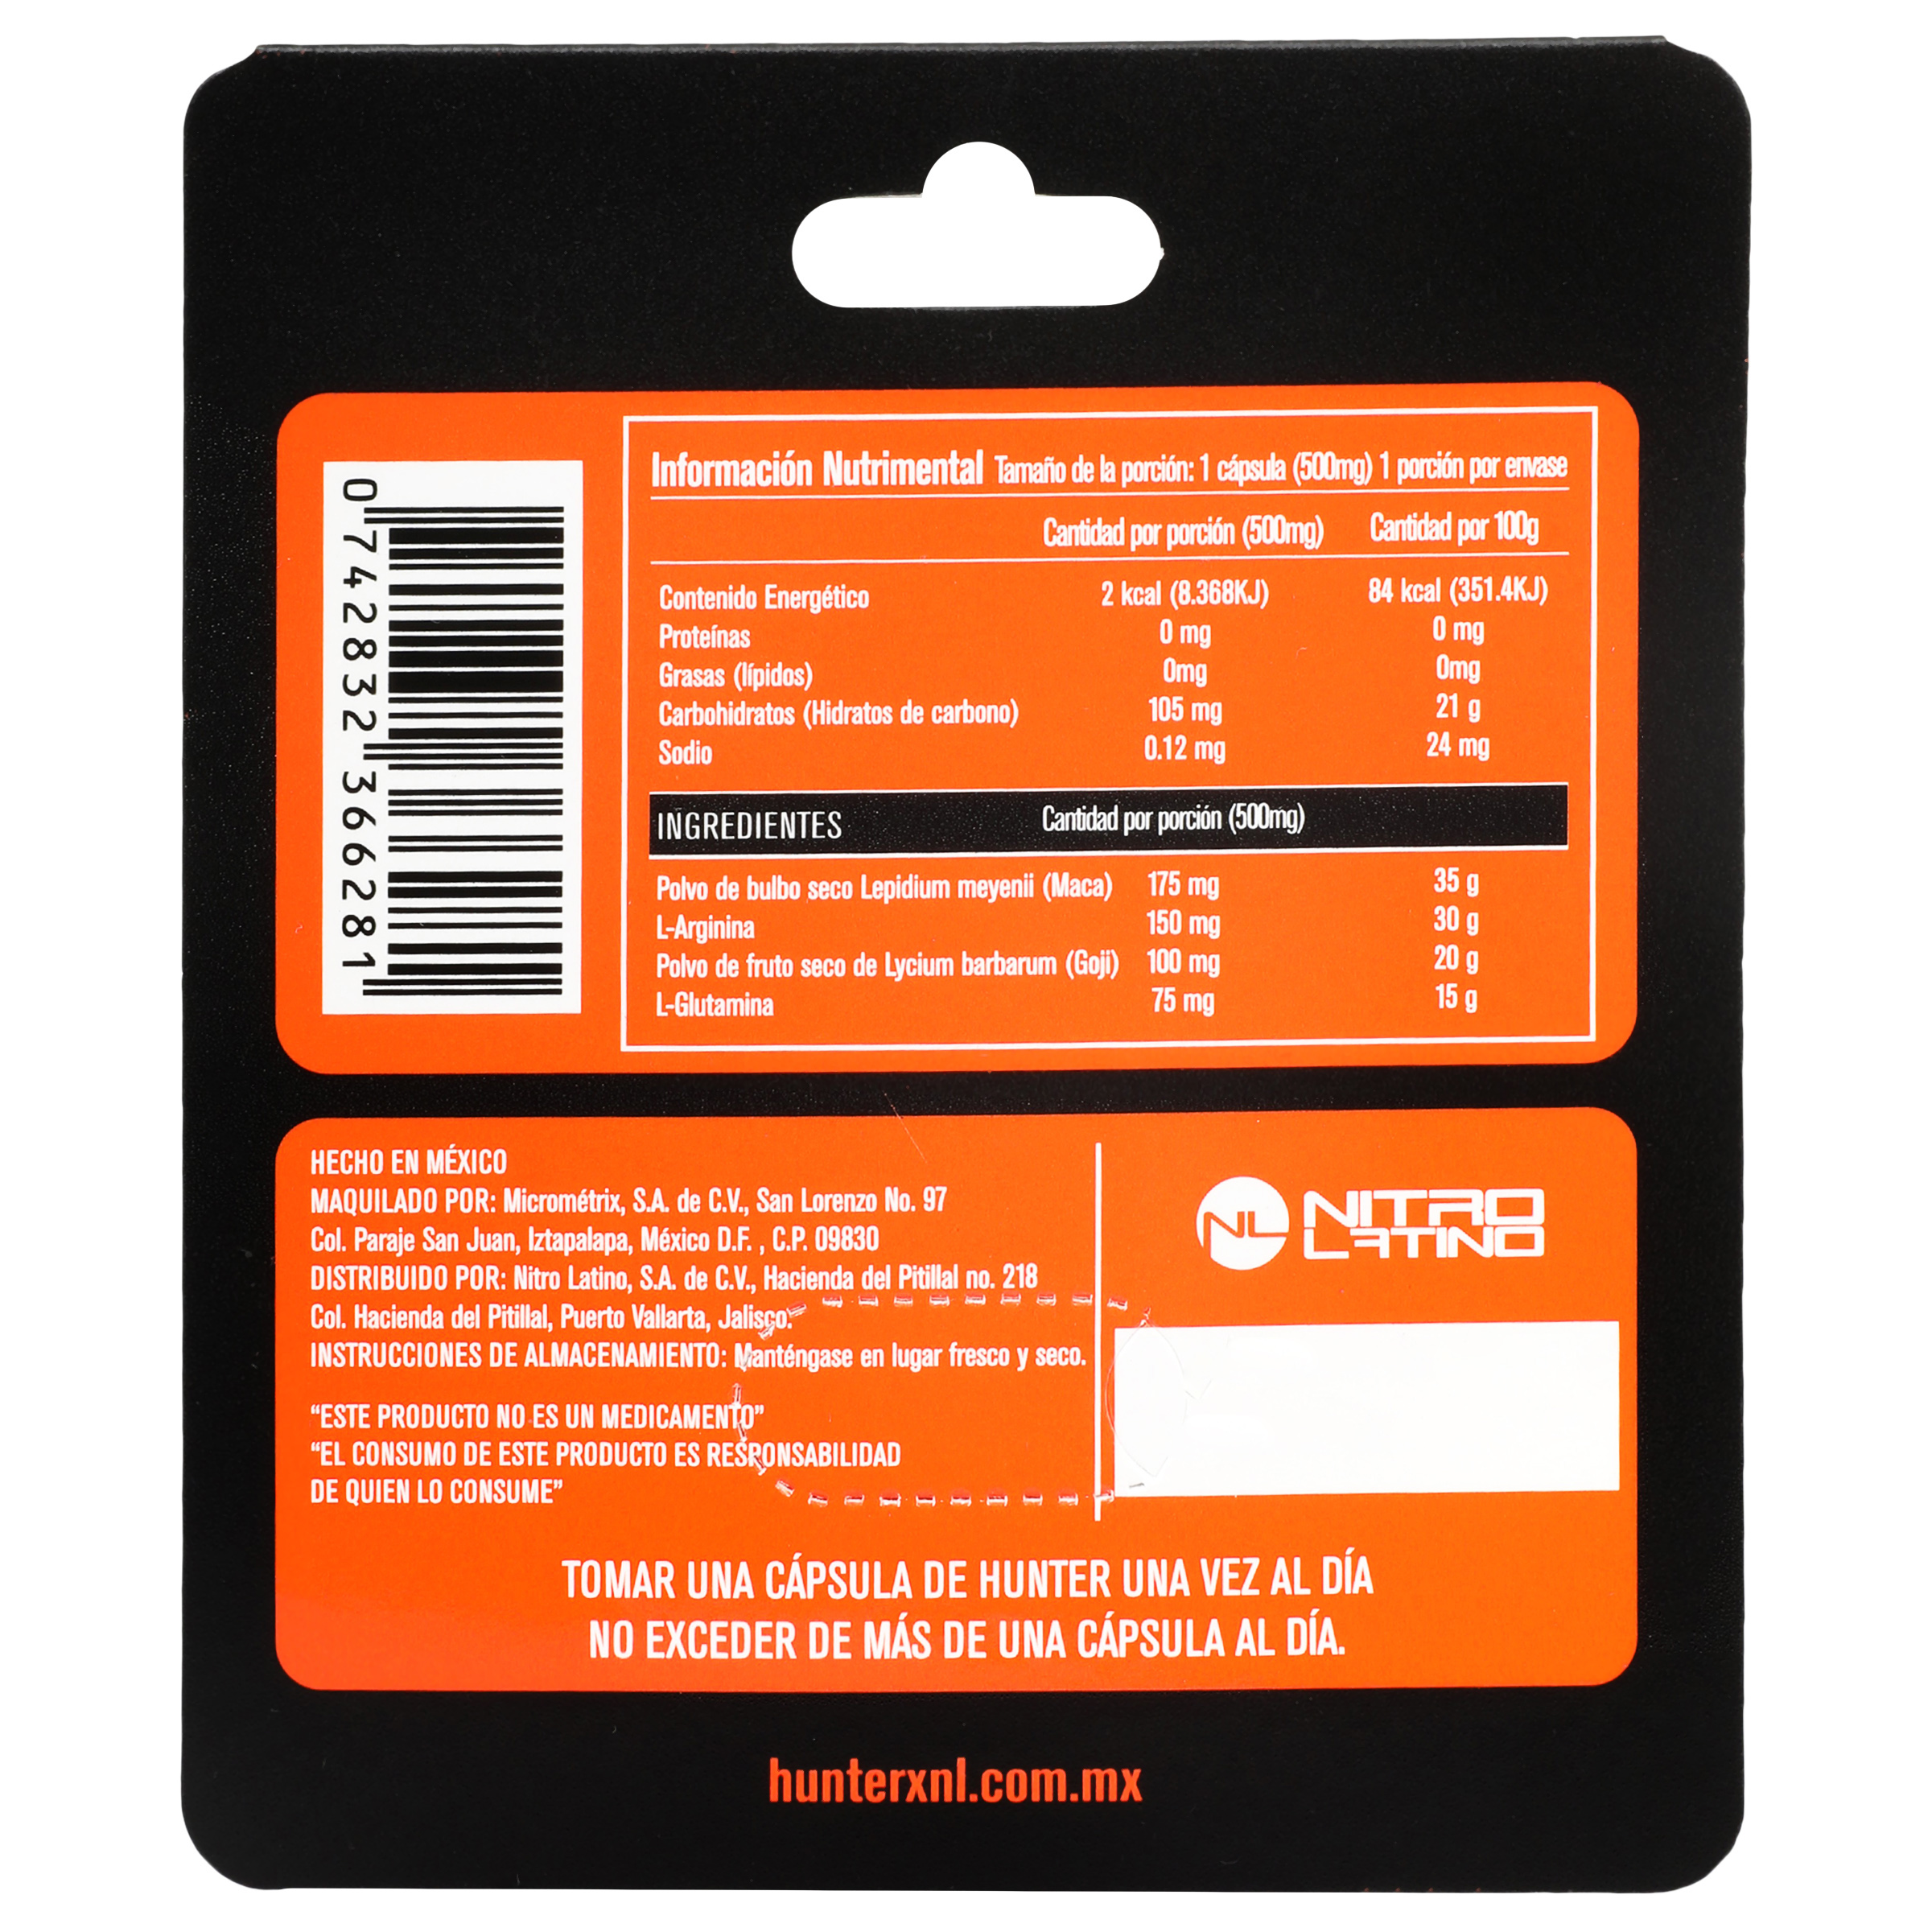 0 742832 366281
Información Nutrimental Tamaño de la porción: 1 cápsula (500mg) 1 porción por envase
Cantidad por porción (500mg) Cantidad por 100g
Contenido Energético 2 kcal (8.368KJ) 84 kcal (351.4KJ)
Proteínas 0 mg 0 mg
Grasas (lípidos) 0mg 0mg
Carbohidratos (Hidratos de carbono) 105 mg 21 g
Sodio 0.12 mg 24 mg
INGREDIENTES Cantidad por porción (500mg)
Polvo de bulbo seco Lepidium meyenii (Maca) 175 mg 35 g
L-Arginina 150 mg 30 g
Polvo de fruto seco de Lycium barbarum (Goji) 100 mg 20 g
L-Glutamina 75 mg 15 g
HECHO EN MÉXICO
MAQUILADO POR: Micrométrix, S.A. de C.V., San Lorenzo No. 97
Col. Paraje San Juan, Iztapalapa, México D.F. , C.P. 09830
DISTRIBUIDO POR: Nitro Latino, S.A. de C.V., Hacienda del Pitillal no. 218
Col. Hacienda del Pitillal, Puerto Vallarta, Jalisco.
INSTRUCCIONES DE ALMACENAMIENTO: Manténgase en lugar fresco y seco.
“ESTE PRODUCTO NO ES UN MEDICAMENTO”
“EL CONSUMO DE ESTE PRODUCTO ES RESPONSABILIDAD
DE QUIEN LO CONSUME”
NL NITRO
LATINO
TOMAR UNA CÁPSULA DE HUNTER UNA VEZ AL DÍA
NO EXCEDER DE MÁS DE UNA CÁPSULA AL DÍA.
hunterxnl.com.mx